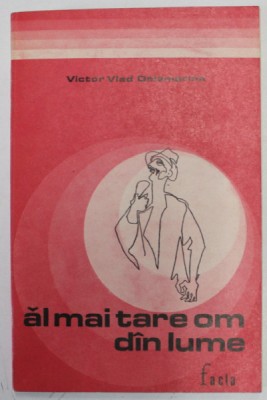 Victor Vlad Delamarina
ăl mai tare om
dîn lume
facla